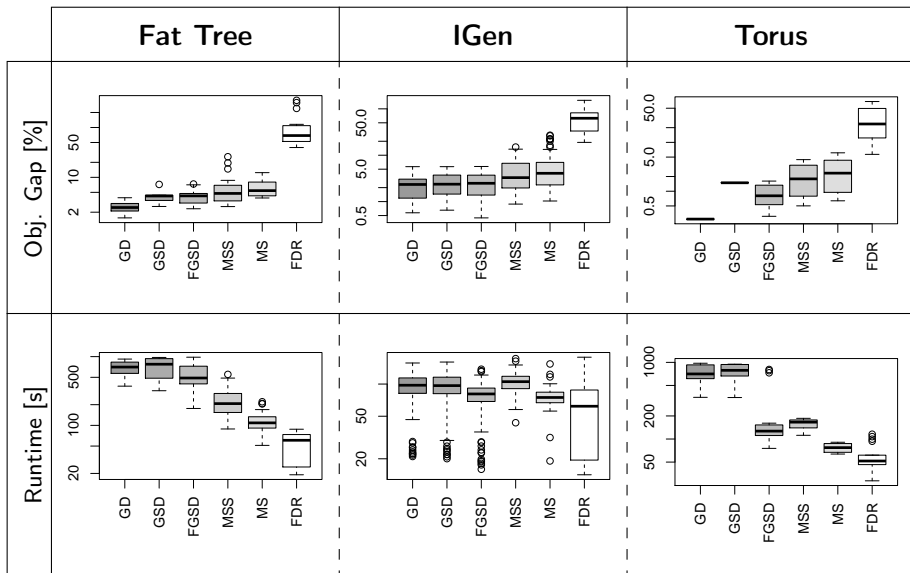 Fat Tree IGen Torus
Obj. Gap [%]
50
10
2
GD GSD FGSD MSS MS FDR
50.0
5.0
0.5
GD GSD FGSD MSS MS FDR
50.0
5.0
0.5
GD GSD FGSD MSS MS FDR
Runtime [s]
500
100
20
GD GSD FGSD MSS MS FDR
50
20
GD GSD FGSD MSS MS FDR
1000
200
50
GD GSD FGSD MSS MS FDR